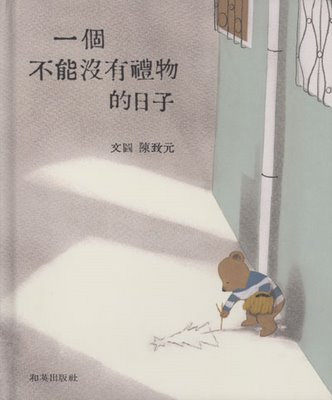 一個
不能沒有禮物
的日子
文圖 陳致元
和英出版社